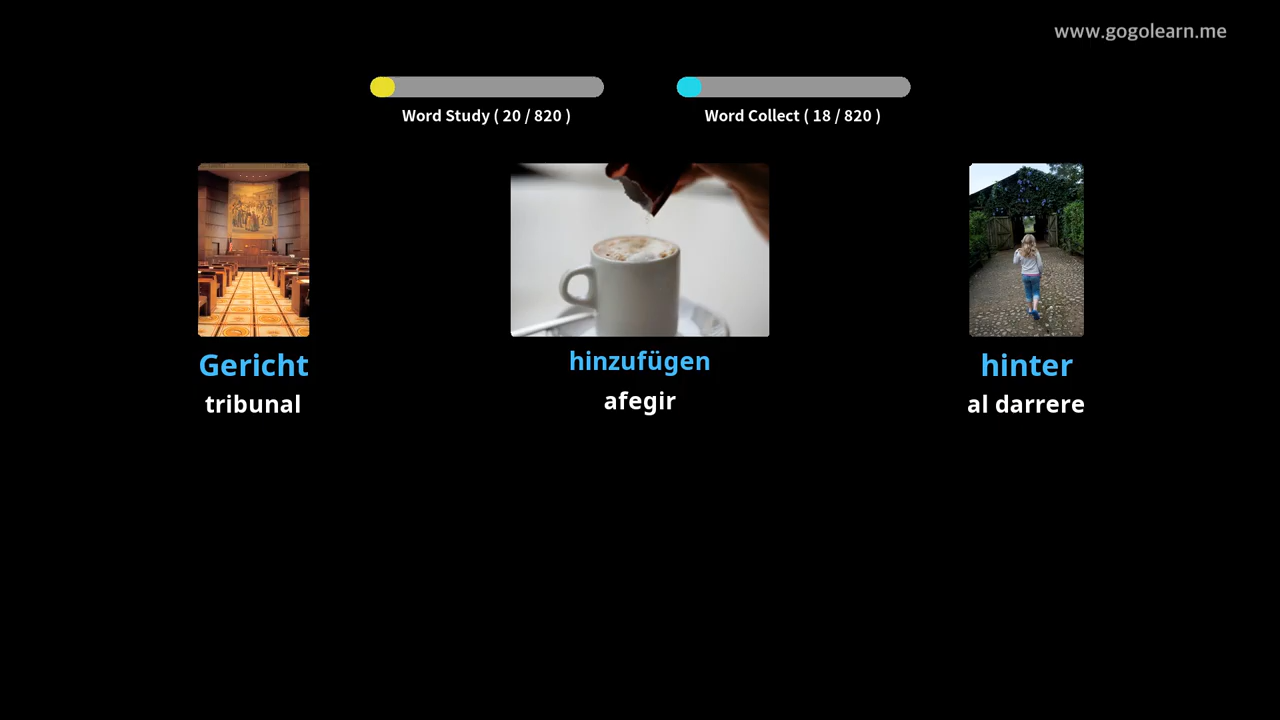 www.gogolearn.me
Word Study ( 20 / 820 )
Word Collect ( 18 / 820 )
Gericht
tribunal
hinzufügen
afegir
hinter
al darrere